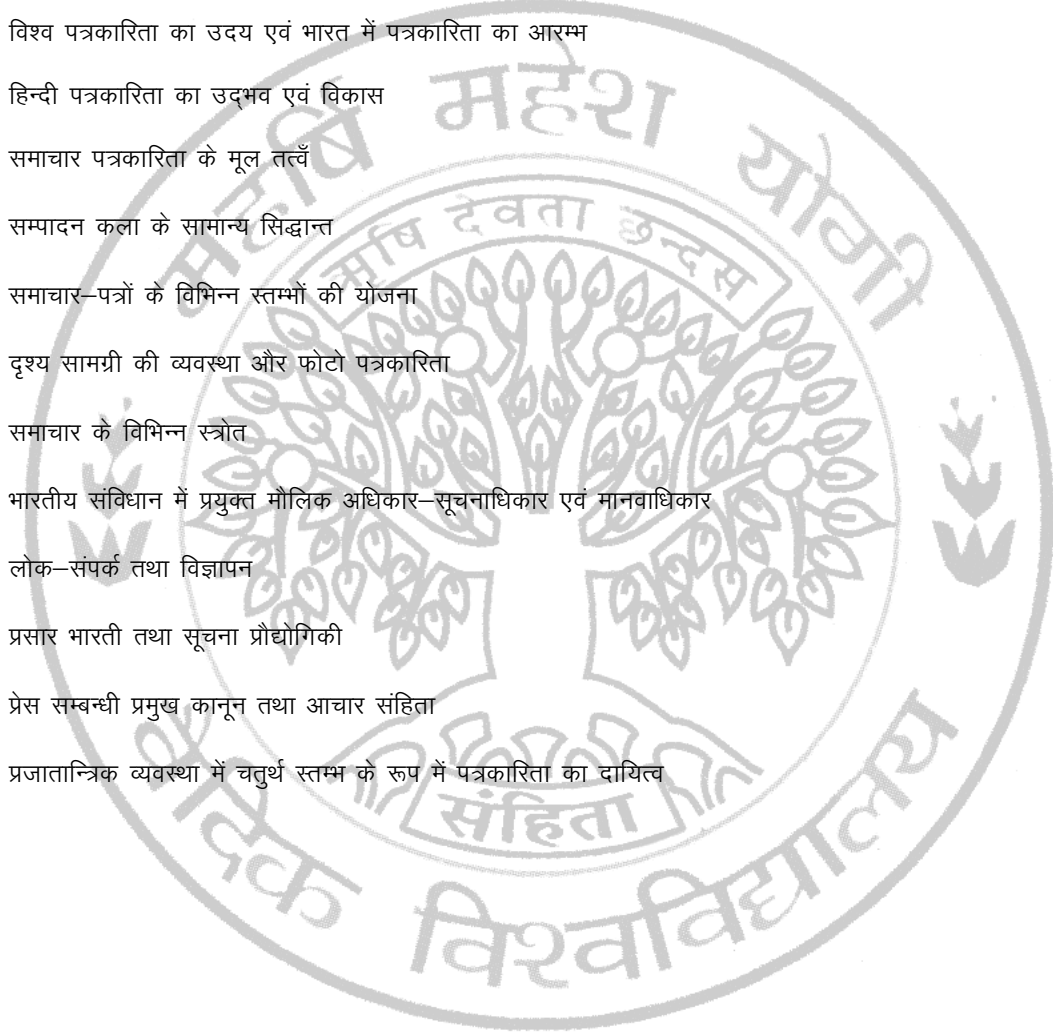 विश्व पत्रकारिता का उदय एवं भारत में पत्रकारिता का आरम्भ
हिन्दी पत्रकारिता का उद्भव एवं विकास
समाचार पत्रकारिता के मूल तत्वँ
सम्पादन कला के सामान्य सिद्धान्त
समाचार–पत्रों के विभिन्न स्तम्भों की योजना
दृश्य सामग्री की व्यवस्था और फोटो पत्रकारिता
समाचार के विभिन्न स्त्रोत
भारतीय संविधान में प्रयुक्त मौलिक अधिकार–सूचनाधिकार एवं मानवाधिकार
लोक–संपर्क तथा विज्ञापन
प्रसार भारती तथा सूचना प्रौद्योगिकी
प्रेस सम्बन्धी प्रमुख कानून तथा आचार संहिता
प्रजातान्त्रिक व्यवस्था में चतुर्थ स्तम्भ के रूप में पत्रकारिता का दायित्व
महर्षि महेश योगी
ऋषि देवता छन्दस
संहिता
वैदिक विश्वविद्यालय